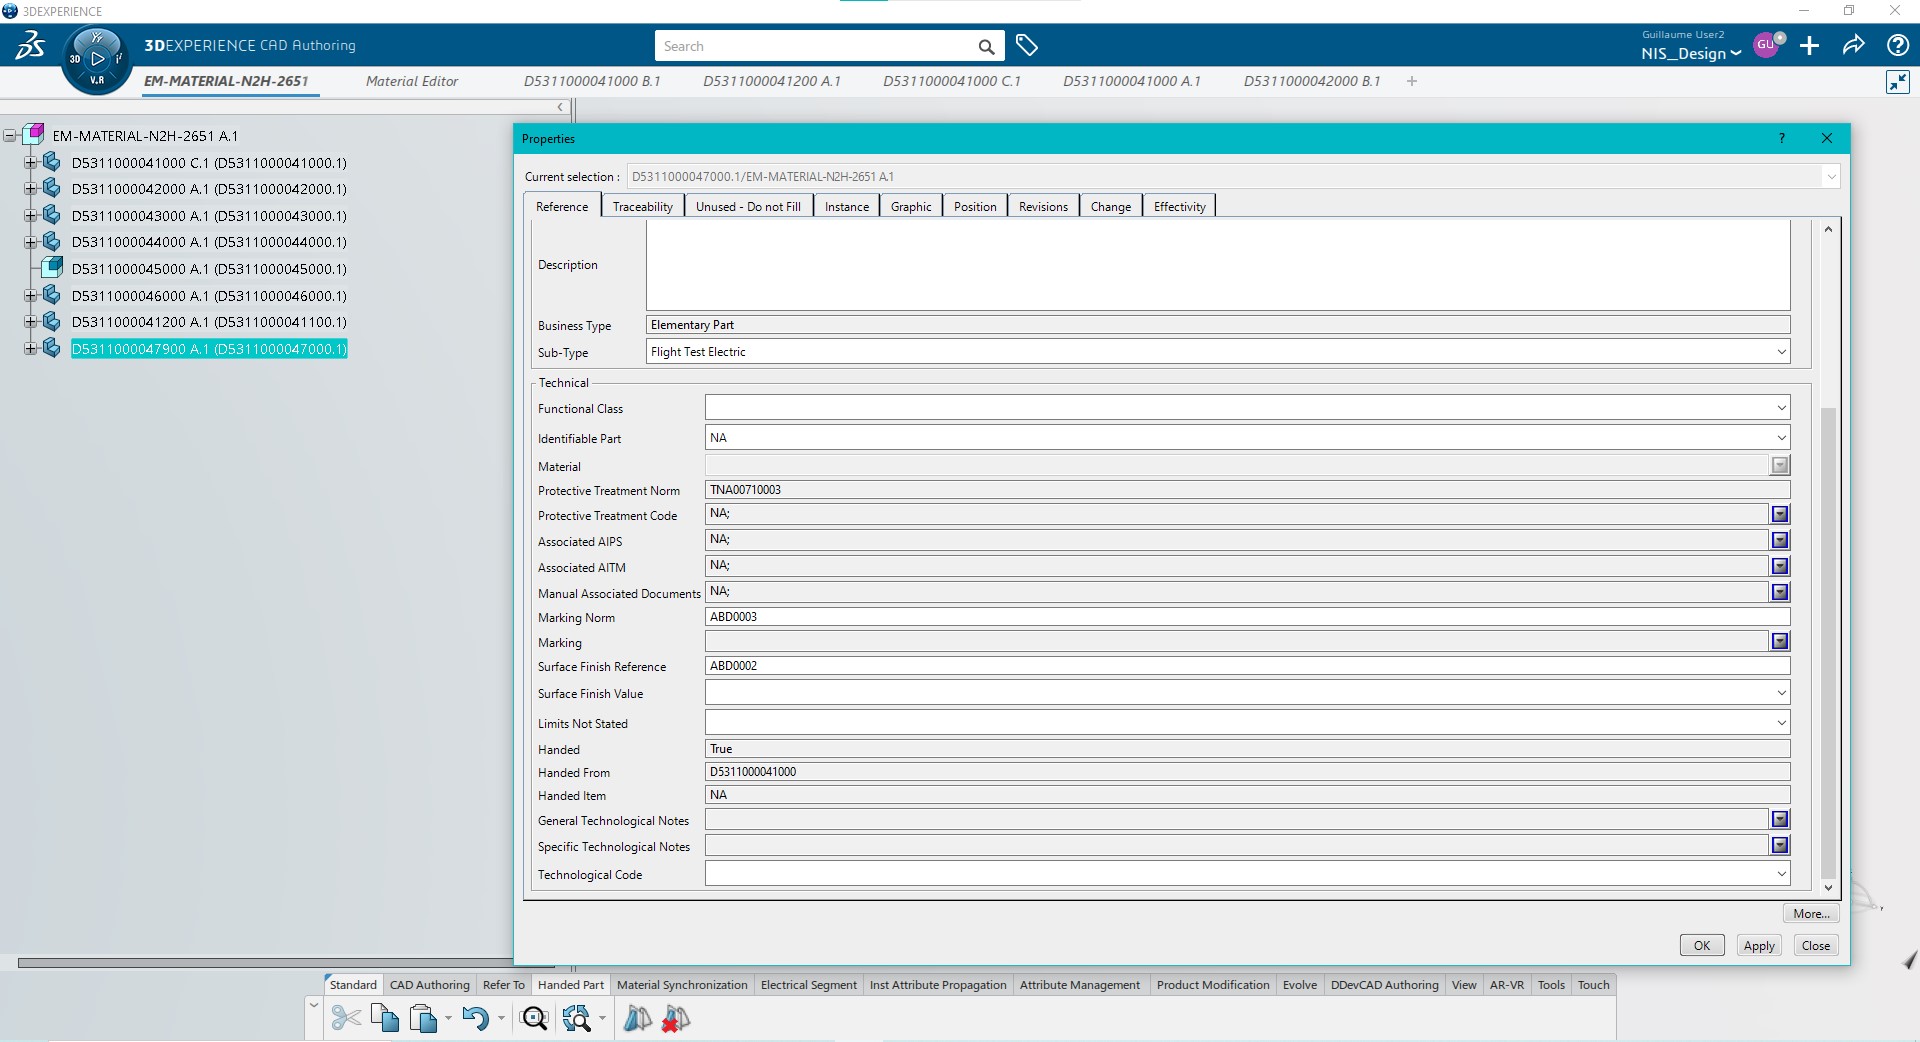 3DEXPERIENCE
3DEXPERIENCE CAD Authoring
3D
V.R
Search
Guillaume User2
NIS__Design
GU
EM-MATERIAL-N2H-2651
Material Editor
D5311000041000 B.1
D5311000041200 A.1
D5311000041000 C.1
D5311000041000 A.1
D5311000042000 B.1
EM-MATERIAL-N2H-2651 A.1
D5311000041000 C.1 (D5311000041000.1)
D5311000042000 A.1 (D5311000042000.1)
D5311000043000 A.1 (D5311000043000.1)
D5311000044000 A.1 (D5311000044000.1)
D5311000045000 A.1 (D5311000045000.1)
D5311000046000 A.1 (D5311000046000.1)
D5311000041200 A.1 (D5311000041100.1)
D5311000047900 A.1 (D5311000047000.1)
Properties
?
Current selection : D5311000047000.1/EM-MATERIAL-N2H-2651 A.1
Reference Traceability Unused - Do not Fill Instance Graphic Position Revisions Change Effectivity
Description
Business Type Elementary Part
Sub-Type Flight Test Electric
Technical
Functional Class
Identifiable Part NA
Material
Protective Treatment Norm TNA00710003
Protective Treatment Code NA;
Associated AIPS NA;
Associated AITM NA;
Manual Associated Documents NA;
Marking Norm ABD0003
Marking
Surface Finish Reference ABD0002
Surface Finish Value
Limits Not Stated
Handed True
Handed From D5311000041000
Handed Item NA
General Technological Notes
Specific Technological Notes
Technological Code
More...
OK Apply Close
Standard CAD Authoring Refer To Handed Part Material Synchronization Electrical Segment Inst Attribute Propagation Attribute Management Product Modification Evolve DDevCAD Authoring View AR-VR Tools Touch